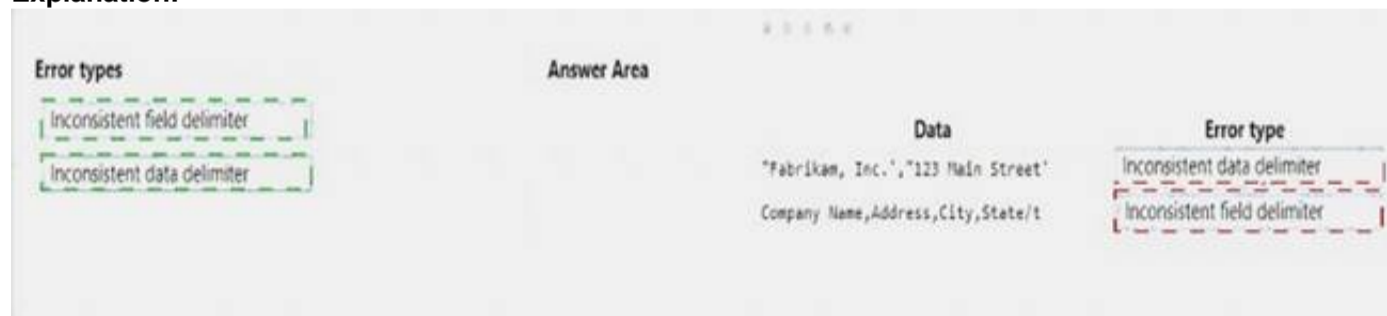 Explanation:
Error types
Answer Area
Inconsistent field delimiter
Inconsistent data delimiter
Data Error type
"Fabrikam, Inc.',"123 Main Street' Inconsistent data delimiter
Company Name,Address,City,State/t Inconsistent field delimiter